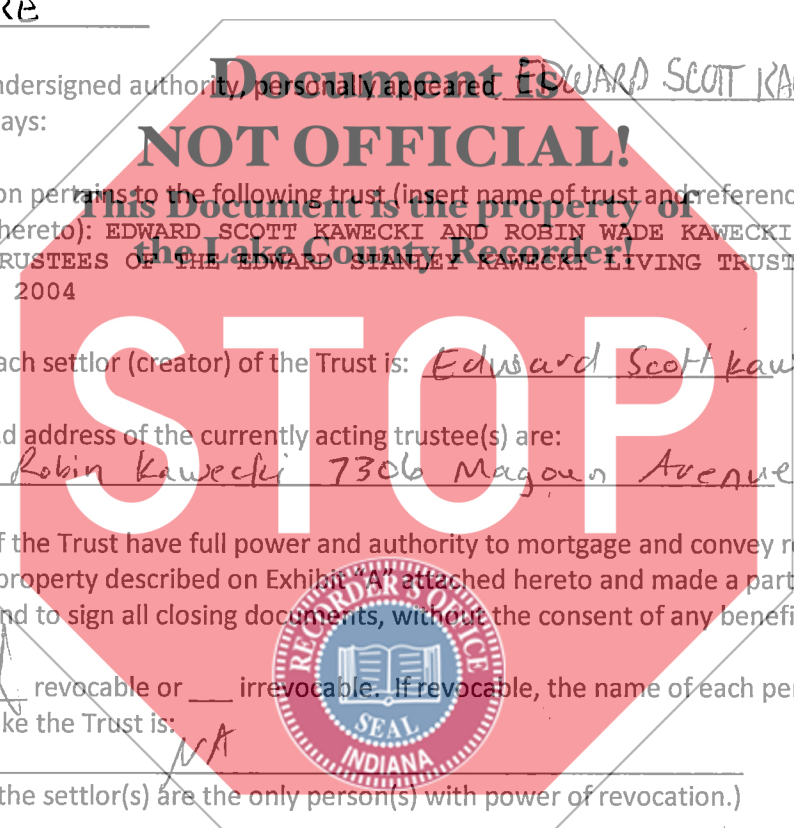 ndersigned authority, personally appeared EDWARD SCOTT KA
ays:
on pertains to the following trust (insert name of trust and referenc
hereto): EDWARD SCOTT KAWECKI AND ROBIN WADE KAWECKI
RUSTEES OF THE EDWARD STANLEY KAWECKI LIVING TRUST
2004
ach settlor (creator) of the Trust is: Edward Scott Kaw
d address of the currently acting trustee(s) are:
Robin Kawecki 7306 Magoun Avenue
f the Trust have full power and authority to mortgage and convey r
property described on Exhibit "A" attached hereto and made a part
nd to sign all closing documents, without the consent of any benefi
revocable or ___ irrevocable. If revocable, the name of each per
ke the Trust is:
NA
the settlor(s) are the only person(s) with power of revocation.)
Document is
NOT OFFICIAL!
This Document is the property of
the Lake County Recorder!
STOP
RECORDER'S OFFICE
SEAL
INDIANA